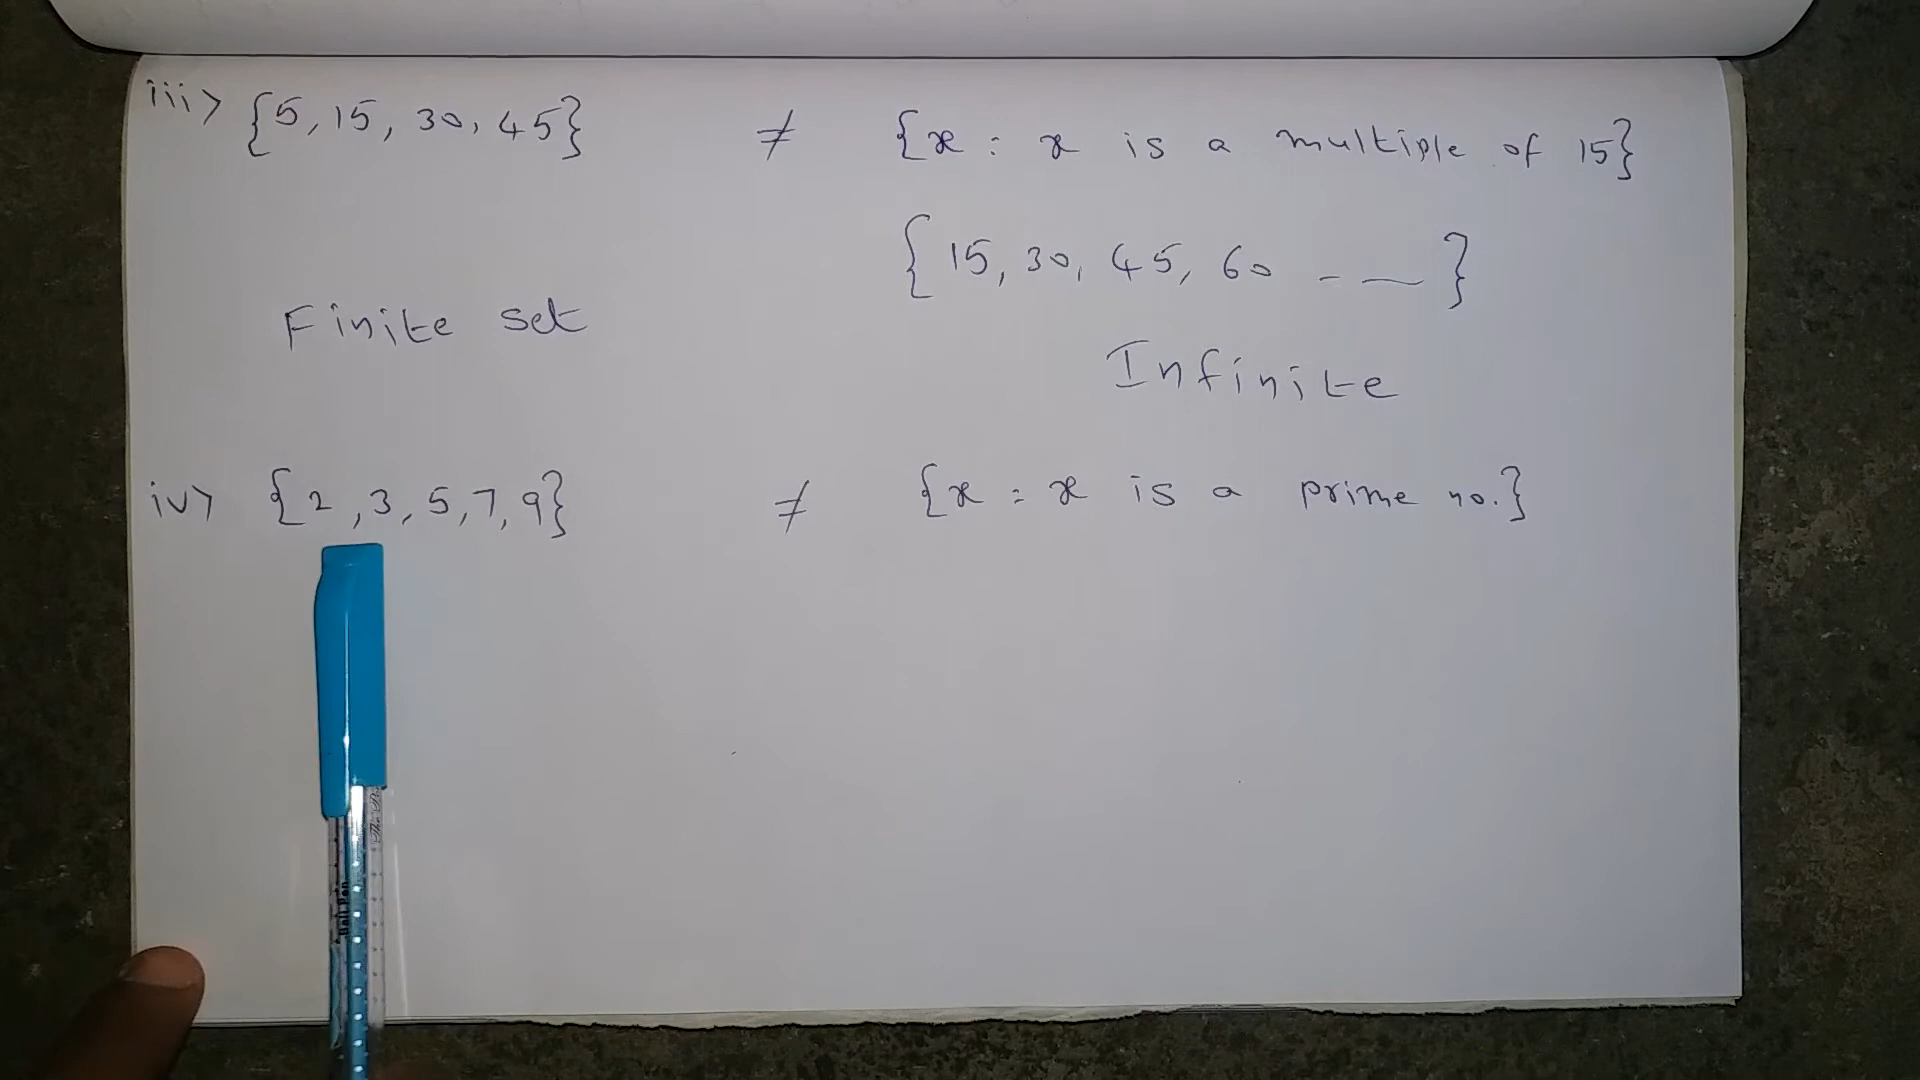 iii> {5, 15, 30, 45} ≠ {x : x is a multiple of 15}
{ 15, 30, 45, 60 - — }
Finite set
Infinite
iv> {2, 3, 5, 7, 9} ≠ {x : x is a prime no.}
Ball Pen